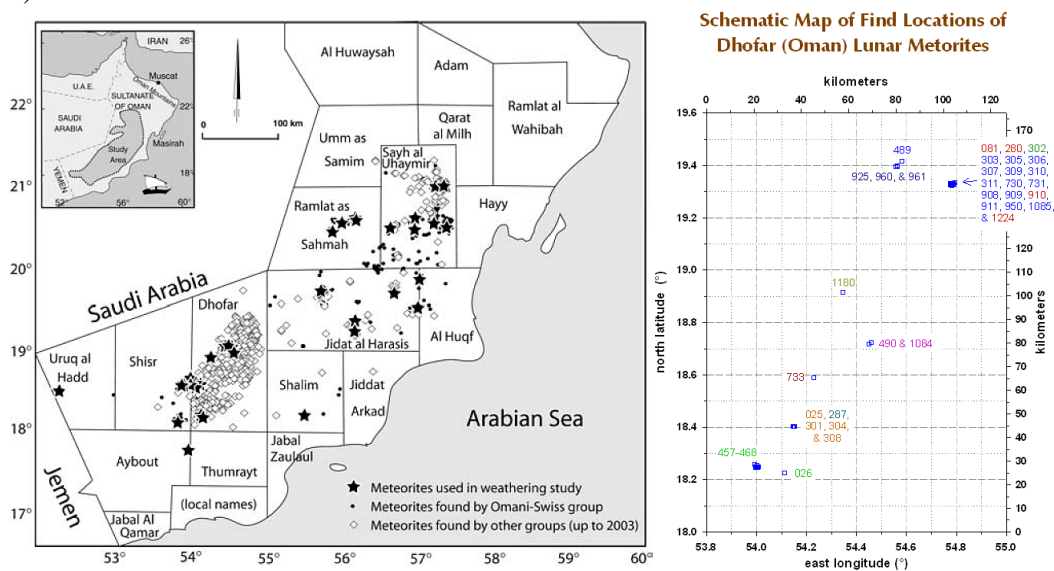 IRAN
26°
U.A.E.
Muscat
Oman Mountains
SULTANATE
OF OMAN
22°
SAUDI
ARABIA
Masirah
Study
Area
YEMEN
18°
52°
56°
60°
0
100 km
22°
21°
20°
19°
18°
17°
53°
54°
55°
56°
57°
58°
59°
60°
Al Huwaysah
Adam
Ramlat al
Wahibah
Qarat
al Milh
Umm as
Samim
Sayh al
Uhaymir
Ramlat as
Sahmah
Hayy
Saudi Arabia
Dhofar
Al Huqf
Jidat al Harasis
Uruq al
Hadd
Shisr
Shalim
Jiddat
Arkad
Arabian Sea
Jabal
Zaulaul
Aybout
Thumrayt
Jemen
(local names)
Jabal Al
Qamar
Meteorites used in weathering study
Meteorites found by Omani-Swiss group
Meteorites found by other groups (up to 2003)
Schematic Map of Find Locations of
Dhofar (Oman) Lunar Metorites
kilometers
0 20 40 60 80 100 120
19.6
19.4
19.2
19.0
18.8
18.6
18.4
18.2
18.0
north latitude (°)
489
925, 960, & 961
081, 280, 302,
303, 305, 306,
307, 309, 310,
311, 730, 731,
908, 909, 910,
911, 950, 1085,
& 1224
1180
490 & 1084
733
025, 287,
301, 304,
& 308
457-468
026
170
120
110
100
90
80
70
60
50
40
30
20
10
0
kilometers
53.8 54.0 54.2 54.4 54.6 54.8 55.0
east longitude (°)